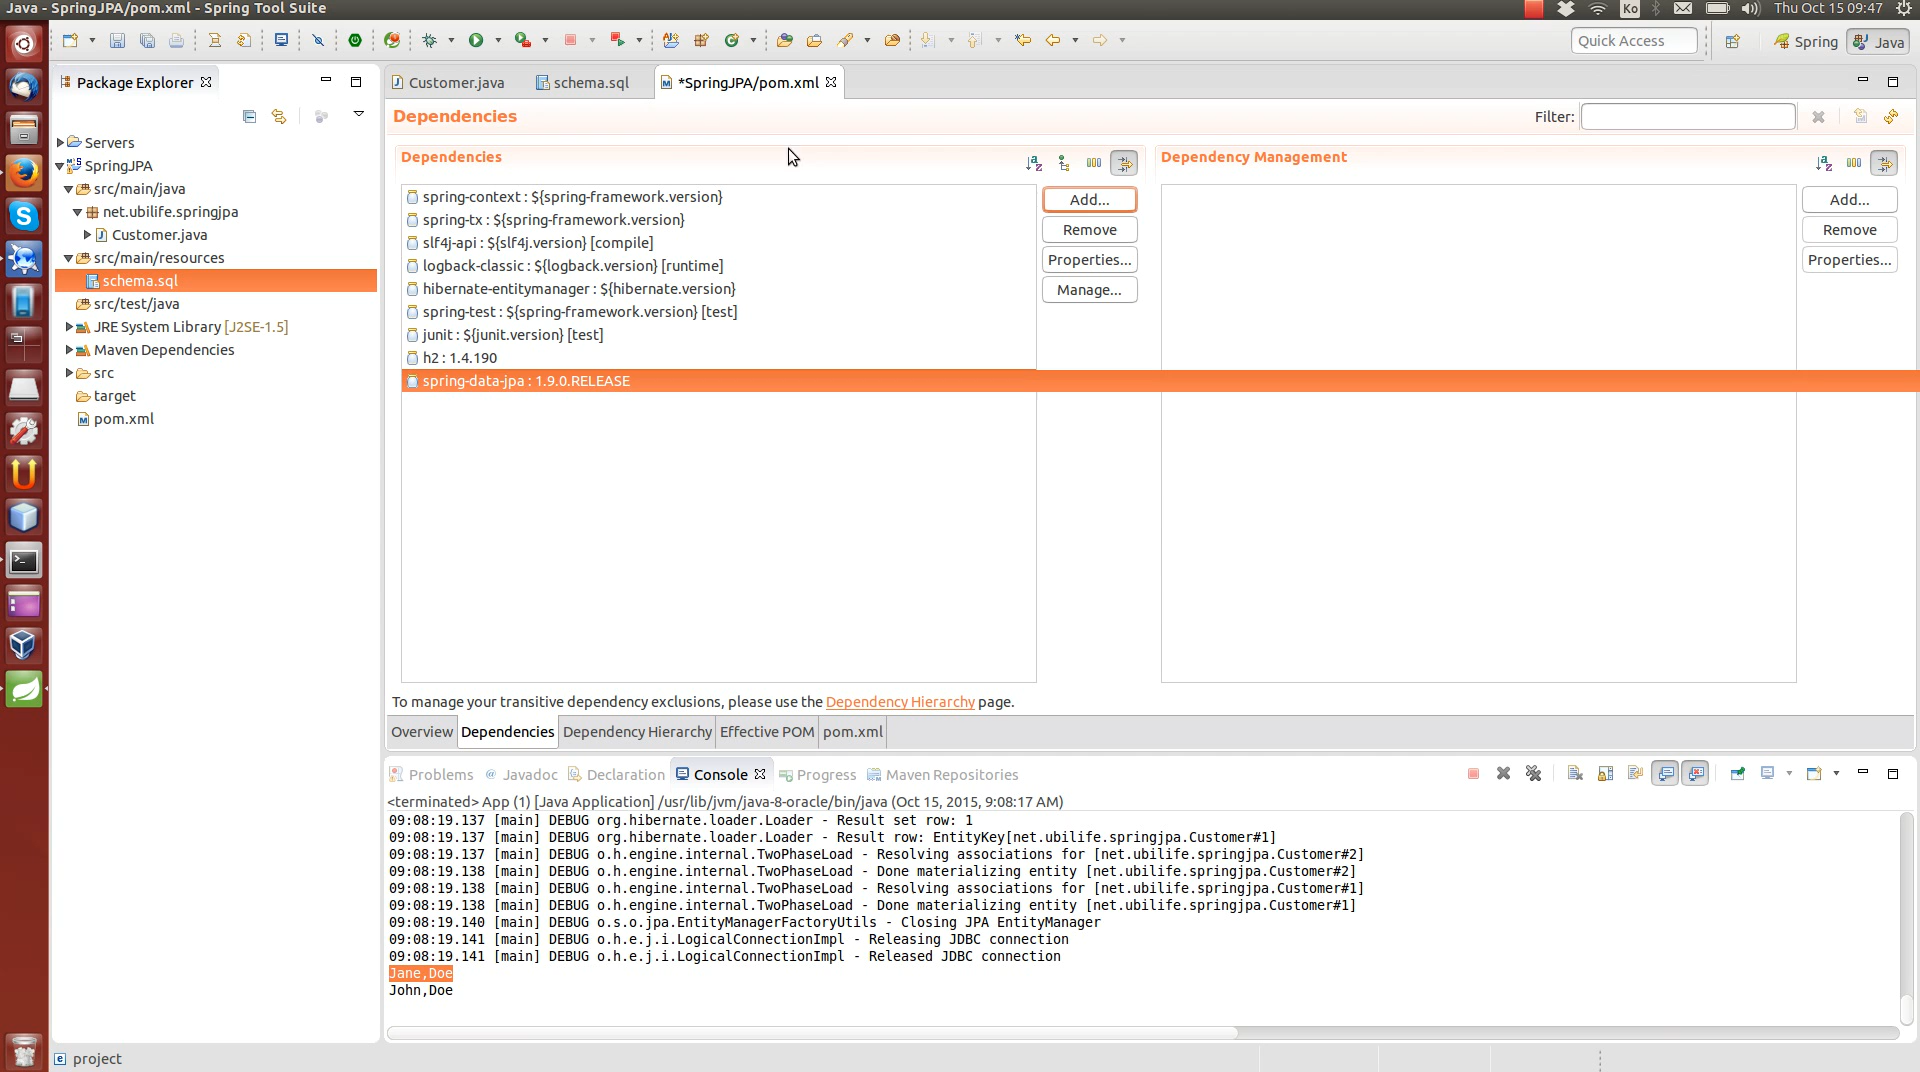 Java - SpringJPA/pom.xml - Spring Tool Suite
Ko
Thu Oct 15 09:47
Quick Access
Spring
Java
Package Explorer
Servers
SpringJPA
src/main/java
net.ubilife.springjpa
Customer.java
src/main/resources
schema.sql
src/test/java
JRE System Library [J2SE-1.5]
Maven Dependencies
src
target
pom.xml
Customer.java
schema.sql
*SpringJPA/pom.xml
Dependencies
Filter:
Dependencies
spring-context : ${spring-framework.version}
spring-tx : ${spring-framework.version}
slf4j-api : ${slf4j.version} [compile]
logback-classic : ${logback.version} [runtime]
hibernate-entitymanager : ${hibernate.version}
spring-test : ${spring-framework.version} [test]
junit : ${junit.version} [test]
h2 : 1.4.190
spring-data-jpa : 1.9.0.RELEASE
Add...
Remove
Properties...
Manage...
Dependency Management
Add...
Remove
Properties...
To manage your transitive dependency exclusions, please use the Dependency Hierarchy page.
Overview
Dependencies
Dependency Hierarchy
Effective POM
pom.xml
Problems
@ Javadoc
Declaration
Console
Progress
Maven Repositories
<terminated> App (1) [Java Application] /usr/lib/jvm/java-8-oracle/bin/java (Oct 15, 2015, 9:08:17 AM)
09:08:19.137 [main] DEBUG org.hibernate.loader.Loader - Result set row: 1
09:08:19.137 [main] DEBUG org.hibernate.loader.Loader - Result row: EntityKey[net.ubilife.springjpa.Customer#1]
09:08:19.137 [main] DEBUG o.h.engine.internal.TwoPhaseLoad - Resolving associations for [net.ubilife.springjpa.Customer#2]
09:08:19.138 [main] DEBUG o.h.engine.internal.TwoPhaseLoad - Done materializing entity [net.ubilife.springjpa.Customer#2]
09:08:19.138 [main] DEBUG o.h.engine.internal.TwoPhaseLoad - Resolving associations for [net.ubilife.springjpa.Customer#1]
09:08:19.138 [main] DEBUG o.h.engine.internal.TwoPhaseLoad - Done materializing entity [net.ubilife.springjpa.Customer#1]
09:08:19.140 [main] DEBUG o.s.o.jpa.EntityManagerFactoryUtils - Closing JPA EntityManager
09:08:19.141 [main] DEBUG o.h.e.j.i.LogicalConnectionImpl - Releasing JDBC connection
09:08:19.141 [main] DEBUG o.h.e.j.i.LogicalConnectionImpl - Released JDBC connection
Jane,Doe
John,Doe
project